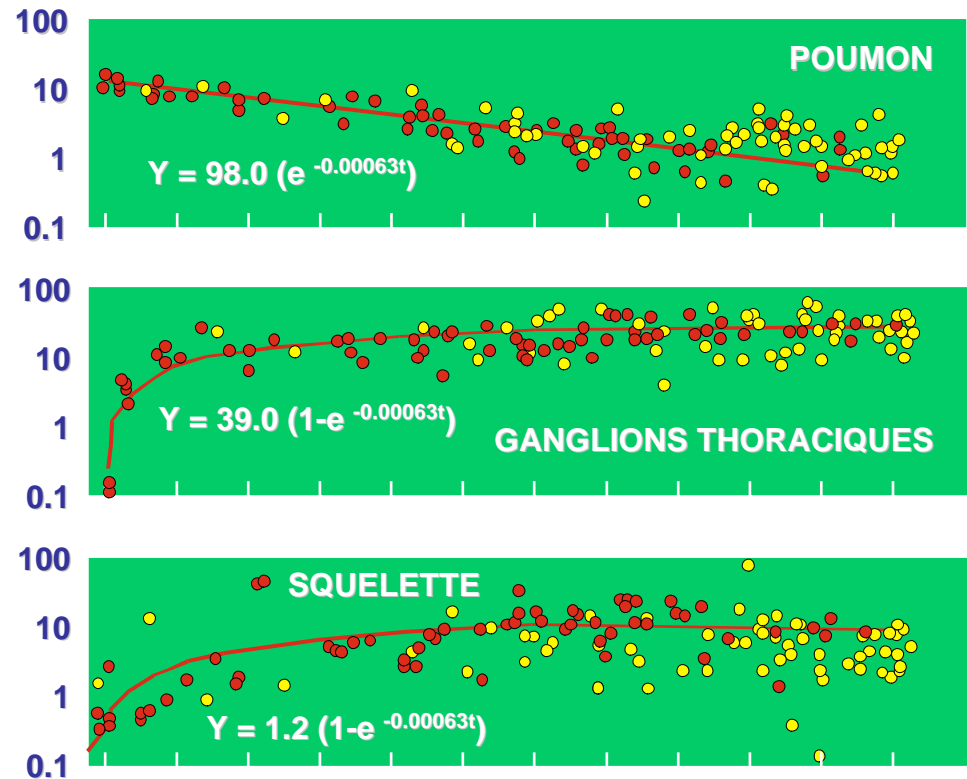 100
10
1
0.1
POUMON
Y = 98.0 (e -0.00063t)
100
10
1
0.1
Y = 39.0 (1-e -0.00063t)
GANGLIONS THORACIQUES
100
10
1
0.1
SQUELETTE
Y = 1.2 (1-e -0.00063t)